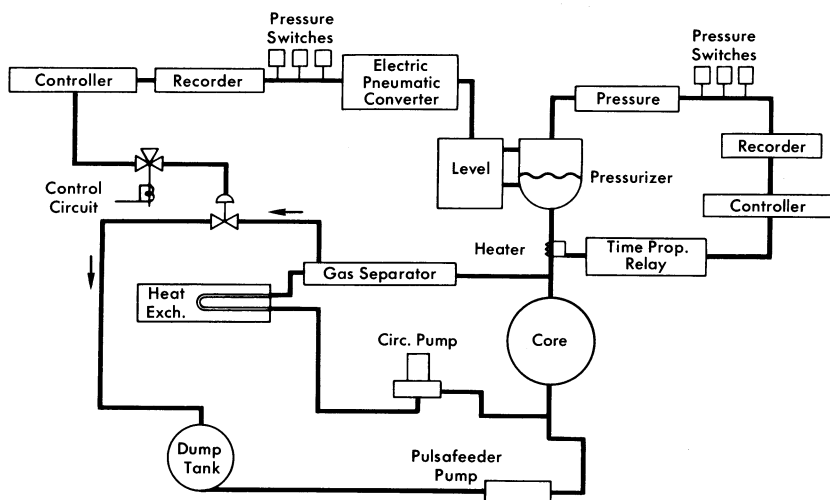 Pressure
Switches
Controller
Recorder
Electric
Pneumatic
Converter
Pressure
Switches
Pressure
Recorder
Level
Pressurizer
Control
Circuit
Controller
Heater
Time Prop.
Relay
Gas Separator
Heat
Exch.
Circ. Pump
Core
Dump
Tank
Pulsafeeder
Pump